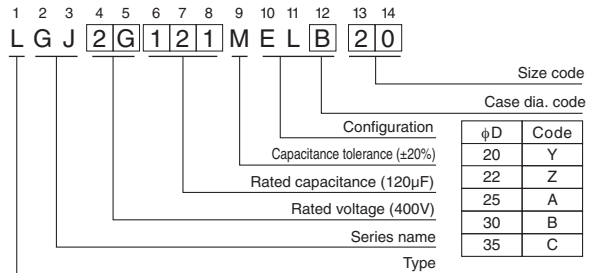 1 2 3 4 5 6 7 8 9 10 11 12 13 14
L G J 2 G 1 2 1 M E L B 2 0
Size code
Case dia. code
Configuration
Capacitance tolerance (±20%)
Rated capacitance (120µF)
Rated voltage (400V)
Series name
Type
ϕD Code
20 Y
22 Z
25 A
30 B
35 C